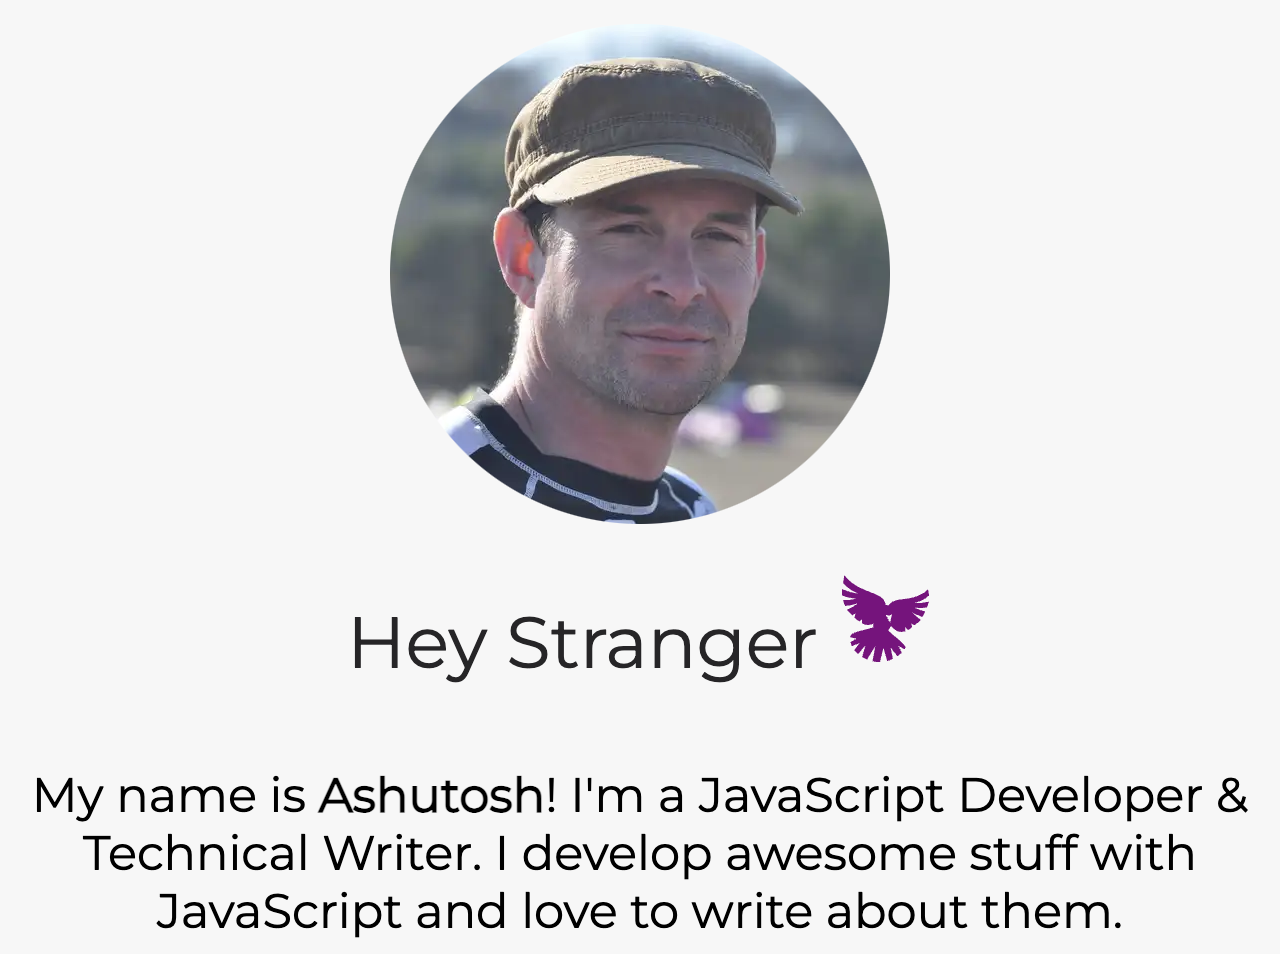 Hey Stranger
My name is Ashutosh! I'm a JavaScript Developer &
Technical Writer. I develop awesome stuff with
JavaScript and love to write about them.